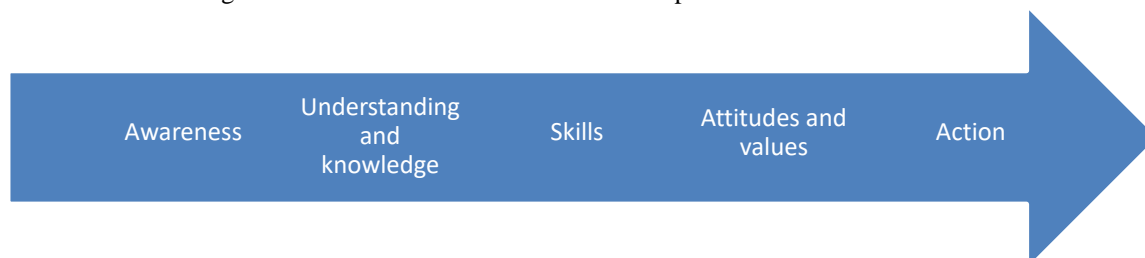 Awareness
Understanding
and
knowledge
Skills
Attitudes and
values
Action